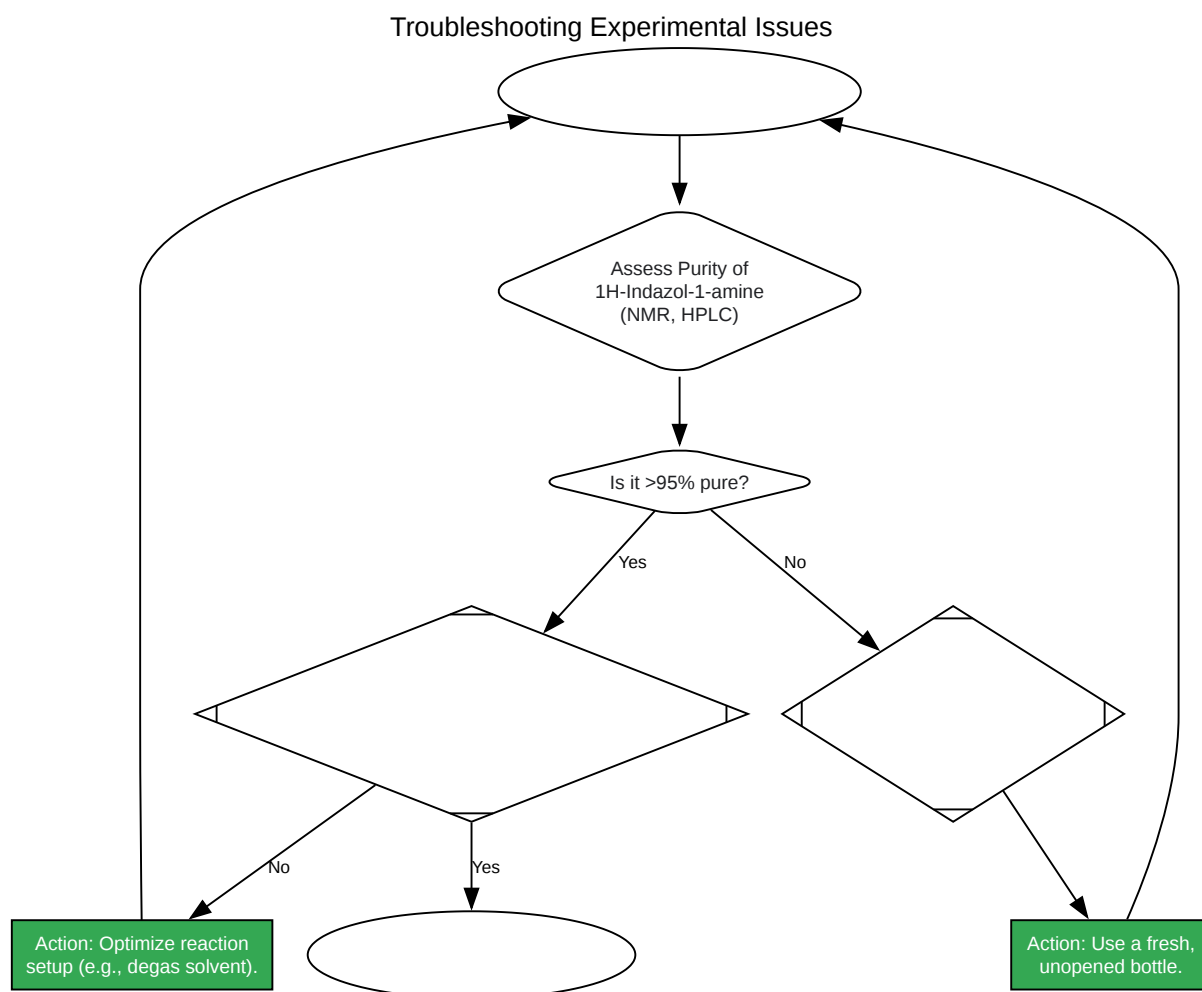 Troubleshooting Experimental Issues
Assess Purity of
1H-Indazol-1-amine
(NMR, HPLC)
Is it >95% pure?
Yes
No
No
Yes
Action: Optimize reaction
setup (e.g., degas solvent).
Action: Use a fresh,
unopened bottle.